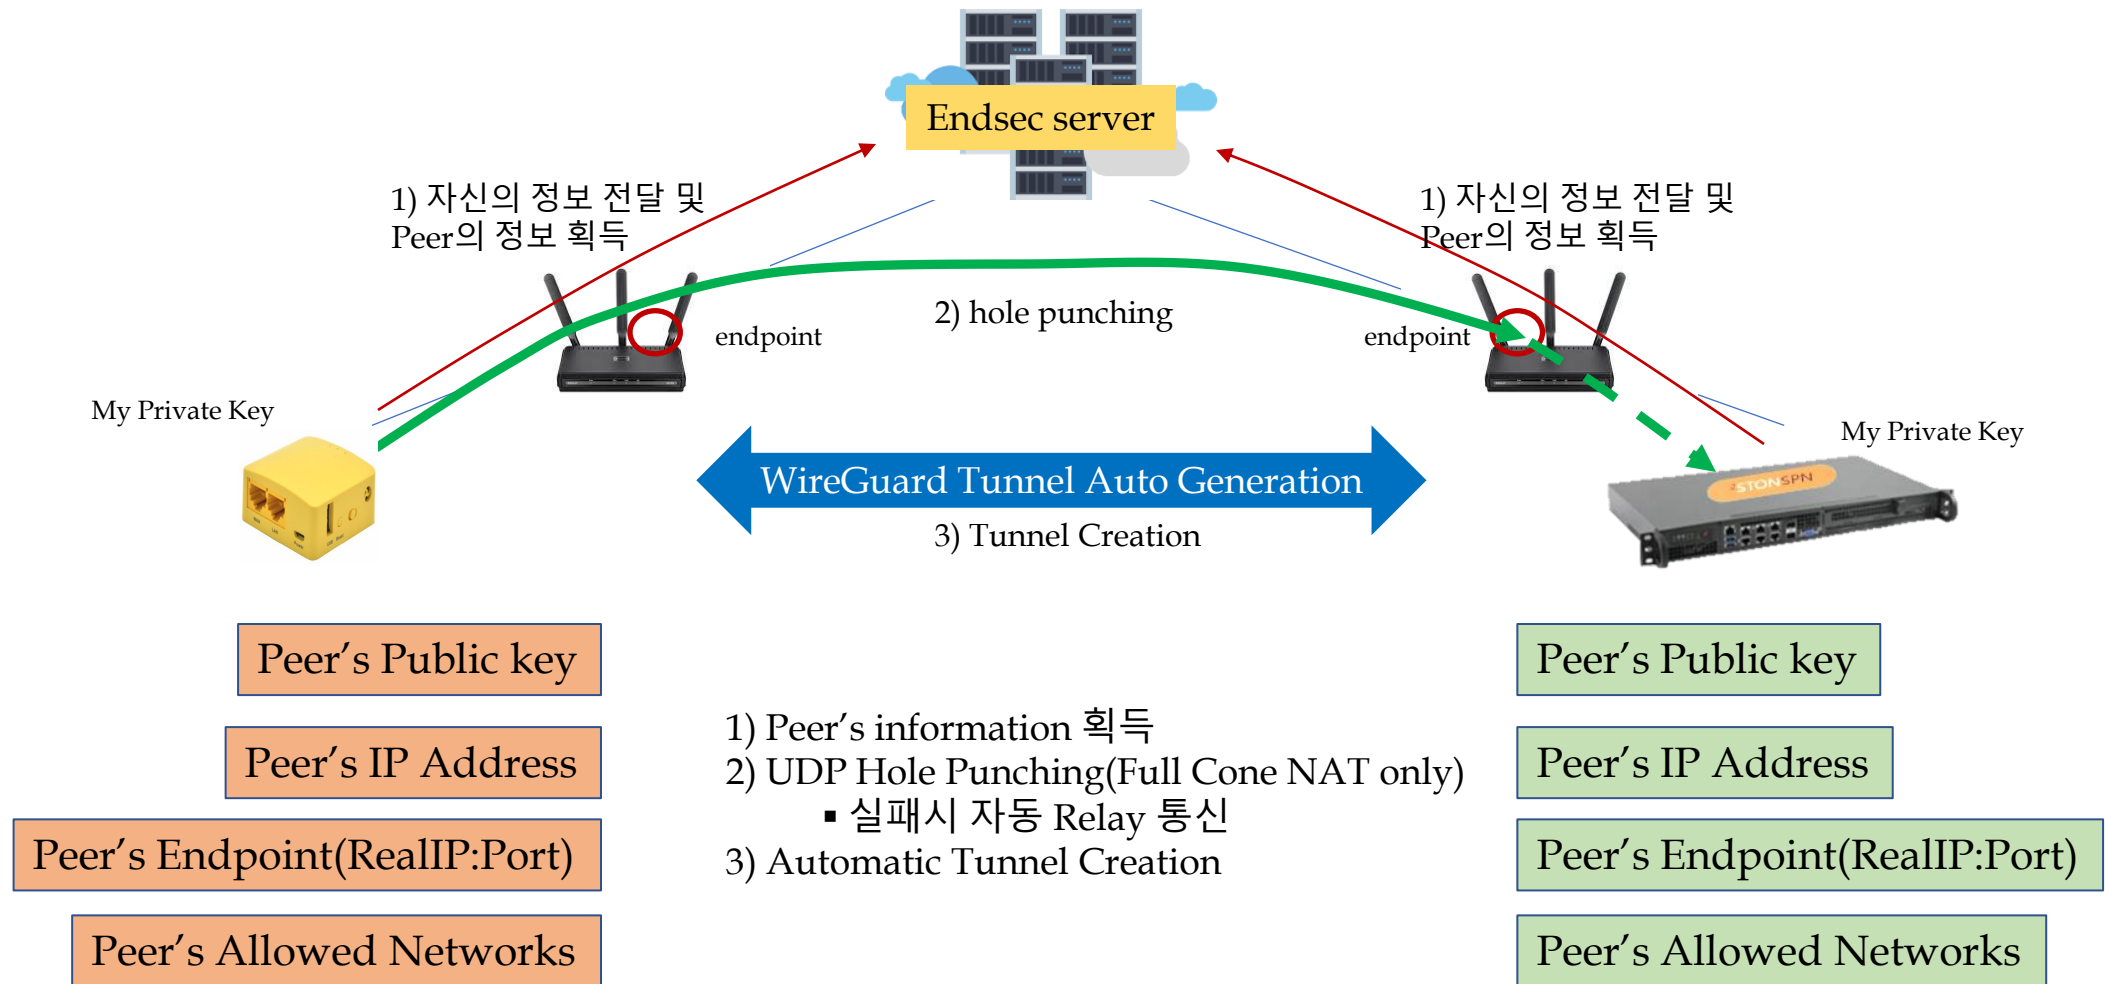 Endsec server
1) 자신의 정보 전달 및
Peer의 정보 획득
1) 자신의 정보 전달 및
Peer의 정보 획득
2) hole punching
endpoint
endpoint
My Private Key
My Private Key
WireGuard Tunnel Auto Generation
3) Tunnel Creation
STONSPN
Peer's Public key
Peer's IP Address
Peer's Endpoint(RealIP:Port)
Peer's Allowed Networks
1) Peer's information 획득
2) UDP Hole Punching(Full Cone NAT only)
▪ 실패시 자동 Relay 통신
3) Automatic Tunnel Creation
Peer's Public key
Peer's IP Address
Peer's Endpoint(RealIP:Port)
Peer's Allowed Networks